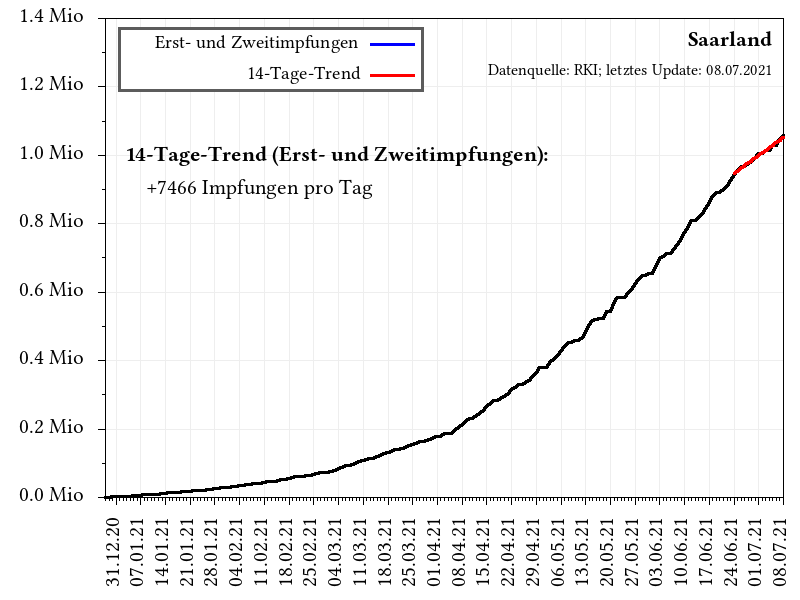 1.4 Mio
1.2 Mio
1.0 Mio
0.8 Mio
0.6 Mio
0.4 Mio
0.2 Mio
0.0 Mio
Erst- und Zweitimpfungen
14-Tage-Trend
Saarland
Datenquelle: RKI; letztes Update: 08.07.2021
14-Tage-Trend (Erst- und Zweitimpfungen):
+7466 Impfungen pro Tag
31.12.20
07.01.21
14.01.21
21.01.21
28.01.21
04.02.21
11.02.21
18.02.21
25.02.21
04.03.21
11.03.21
18.03.21
25.03.21
01.04.21
08.04.21
15.04.21
22.04.21
29.04.21
06.05.21
13.05.21
20.05.21
27.05.21
03.06.21
10.06.21
17.06.21
24.06.21
01.07.21
08.07.21